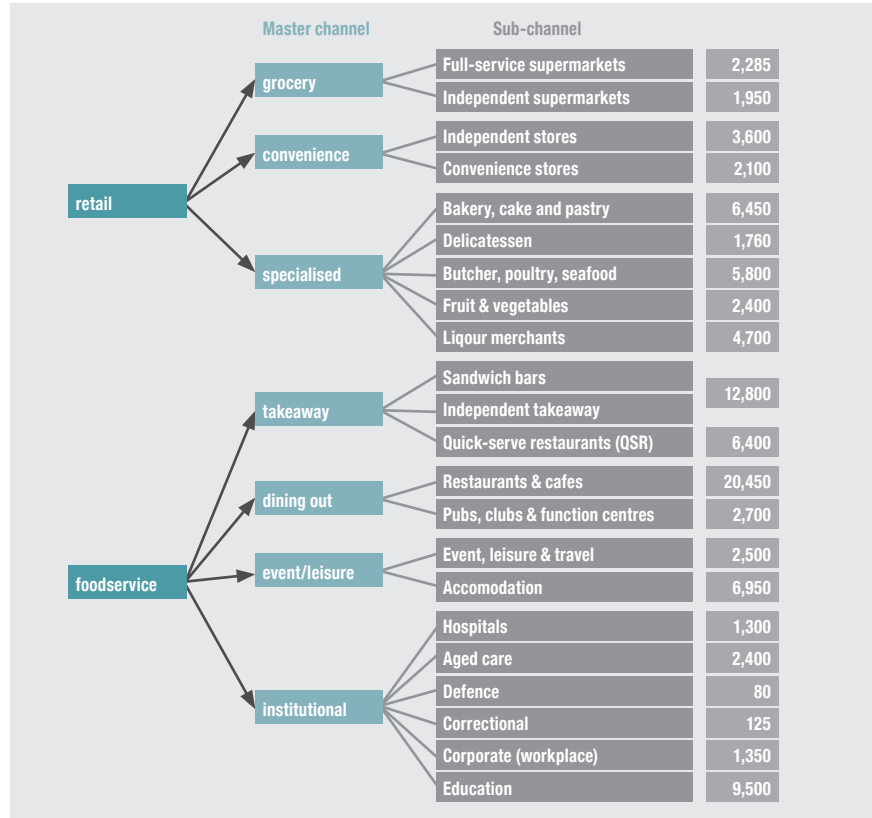 Master channel Sub-channel
grocery
Full-service supermarkets 2,285
Independent supermarkets 1,950
convenience
Independent stores 3,600
Convenience stores 2,100
retail
specialised
Bakery, cake and pastry 6,450
Delicatessen 1,760
Butcher, poultry, seafood 5,800
Fruit & vegetables 2,400
Liqour merchants 4,700
takeaway
Sandwich bars
12,800
Independent takeaway
Quick-serve restaurants (QSR) 6,400
dining out
Restaurants & cafes 20,450
Pubs, clubs & function centres 2,700
foodservice
event/leisure
Event, leisure & travel 2,500
Accomodation 6,950
institutional
Hospitals 1,300
Aged care 2,400
Defence 80
Correctional 125
Corporate (workplace) 1,350
Education 9,500